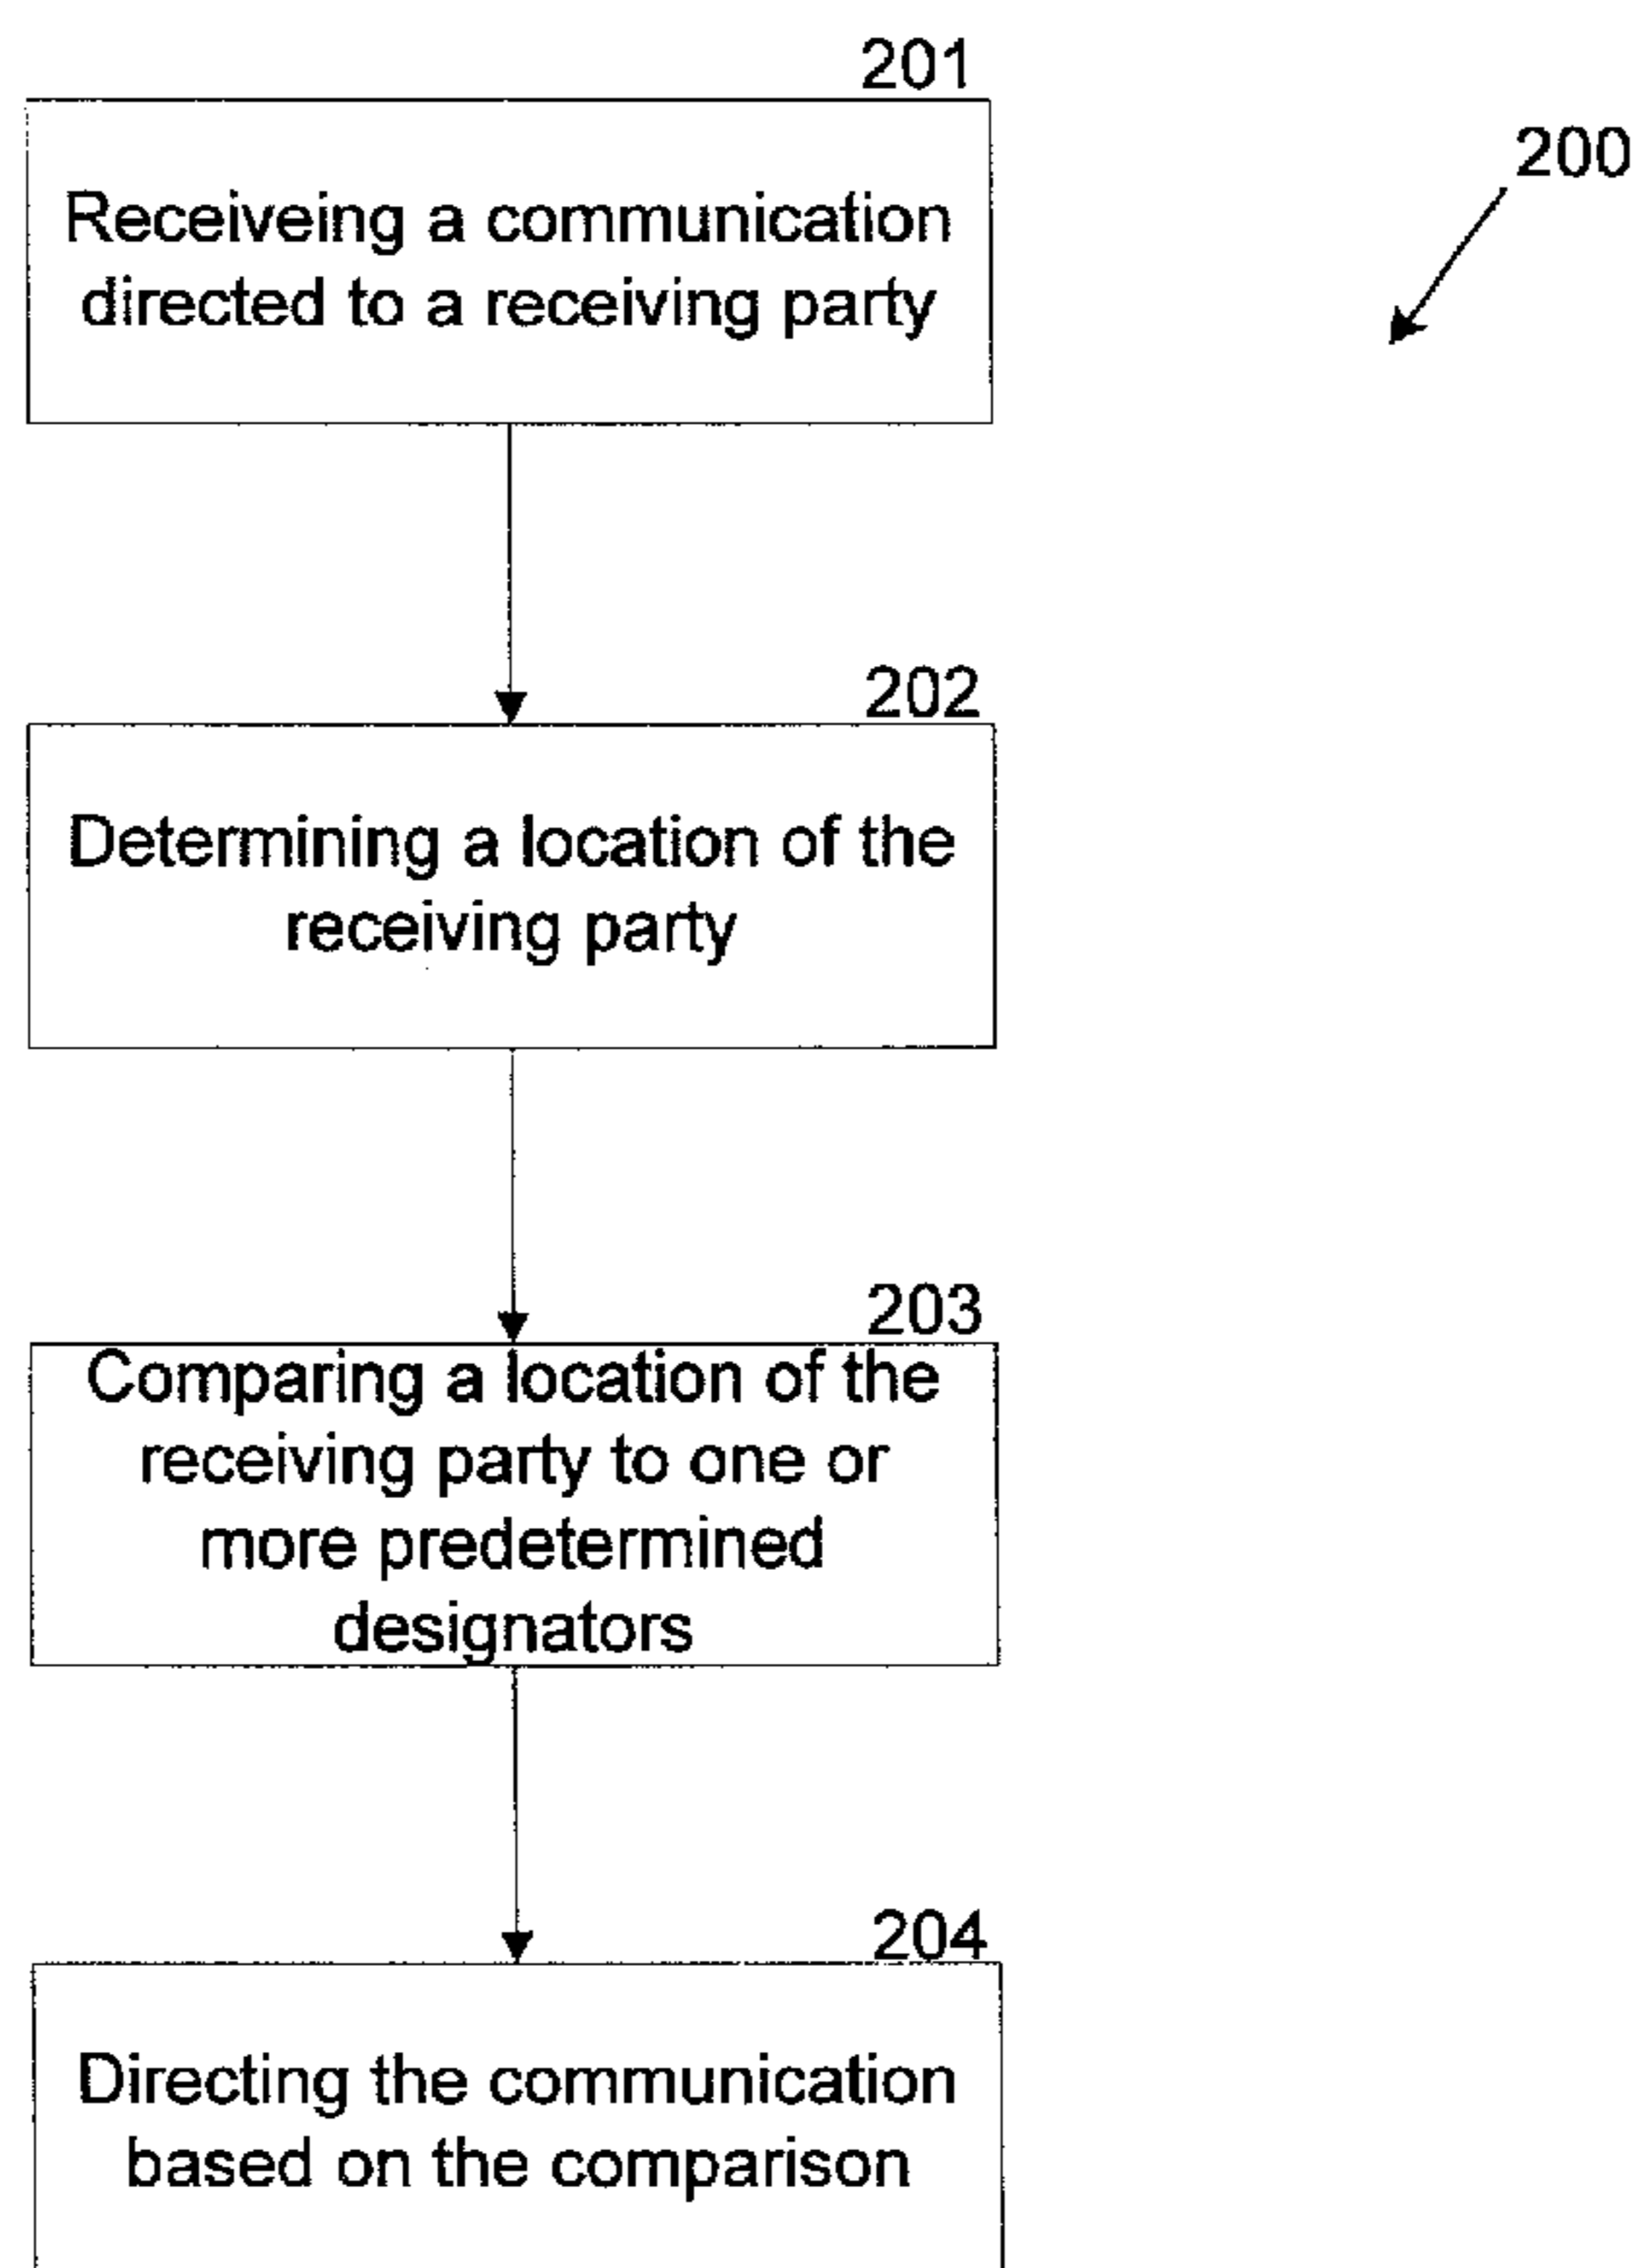 201
200
Receiveing a communication
directed to a receiving party
202
Determining a location of the
receiving party
203
Comparing a location of the
receiving party to one or
more predetermined
designators
204
Directing the communication
based on the comparison